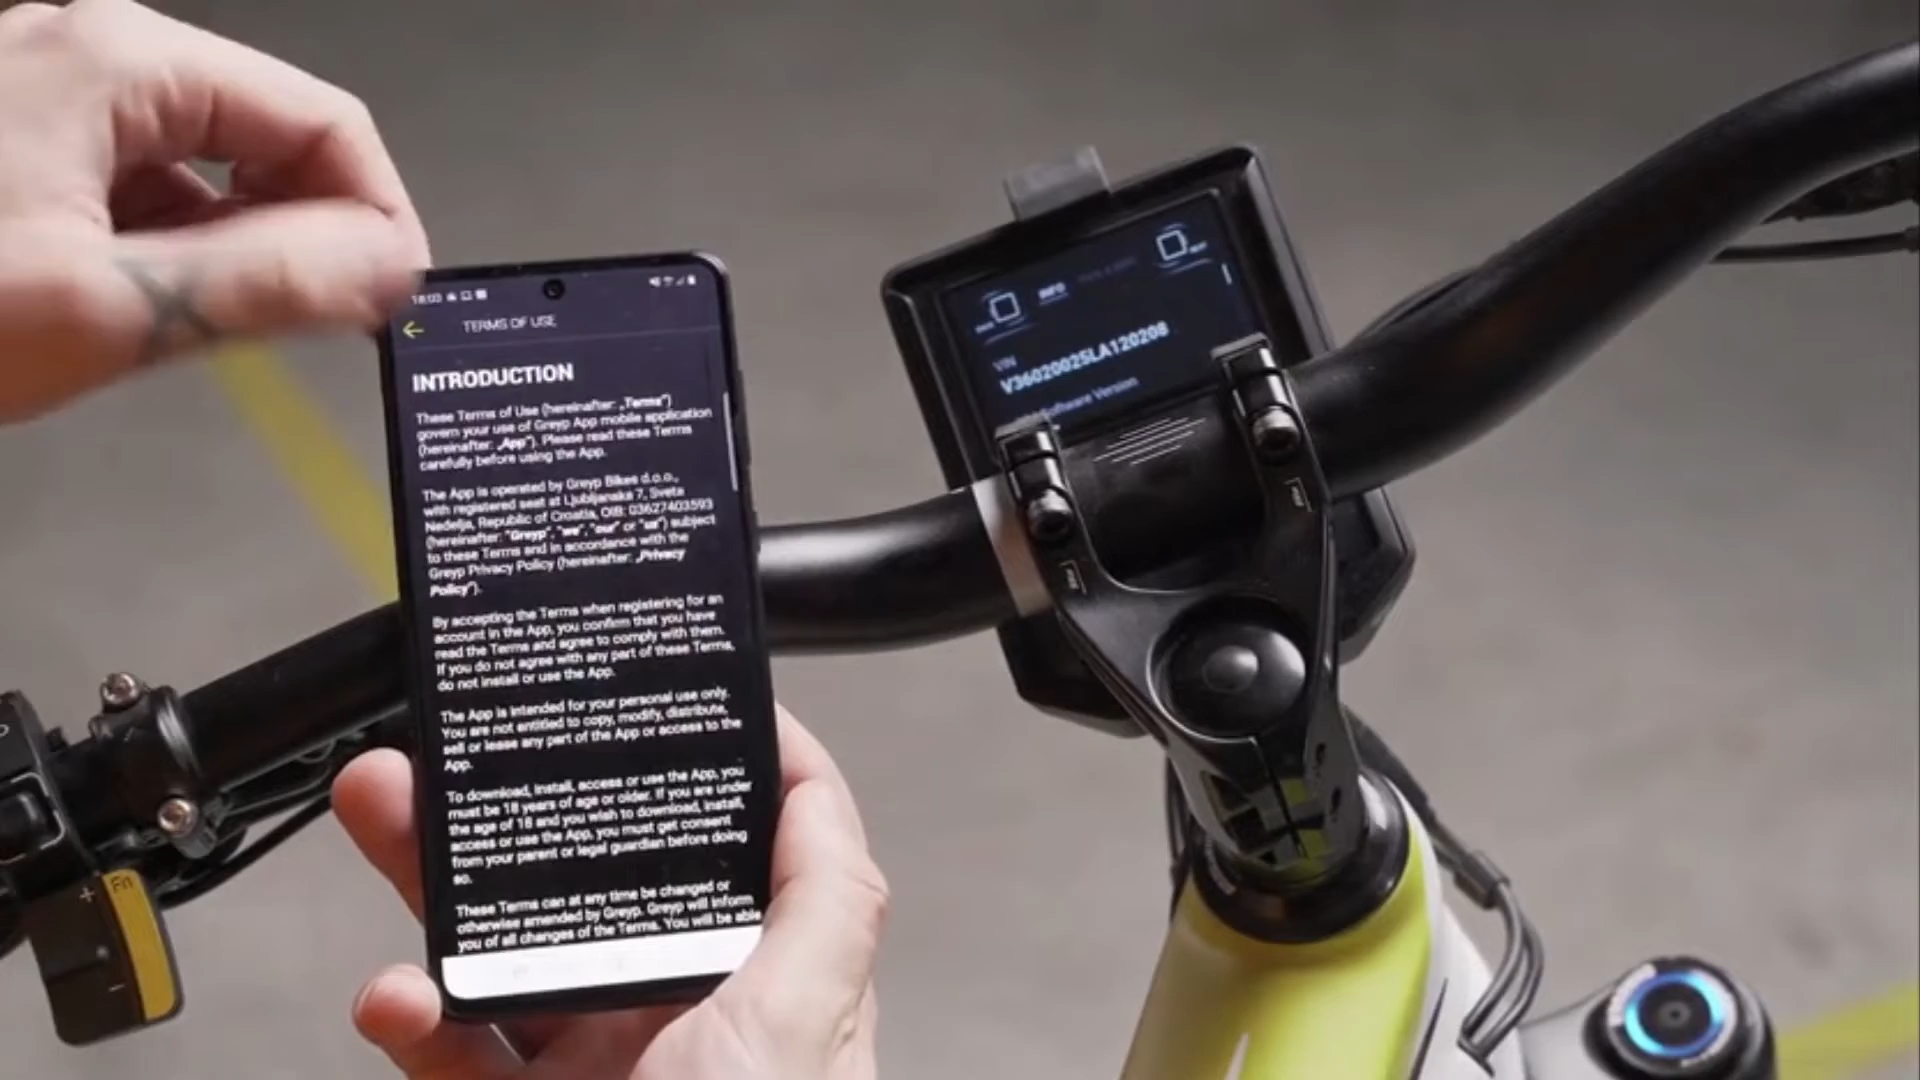 18:03
TERMS OF USE
INTRODUCTION
These Terms of Use (hereinafter: „Terms")
govern your use of Greyp App mobile application
(hereinafter: „App"). Please read these Terms
carefully before using the App.
The App is operated by Greyp Bikes d.o.o.,
with registered seat at Ljubljanska 7, Sveta
Nedelja, Republic of Croatia, OIB: 03627403593
(hereinafter: "Greyp", "we", "our" or "us") subject
to these Terms and in accordance with the
Greyp Privacy Policy (hereinafter: „Privacy
Policy").
By accepting the Terms when registering for an
account in the App, you confirm that you have
read the Terms and agree to comply with them.
If you do not agree with any part of these Terms,
do not install or use the App.
The App is intended for your personal use only.
You are not entitled to copy, modify, distribute,
sell or lease any part of the App or access to the
App.
To download, install, access or use the App, you
must be 18 years of age or older. If you are under
the age of 18 and you wish to download, install,
access or use the App, you must get consent
from your parent or legal guardian before doing
so.
These Terms can at any time be changed or
otherwise amended by Greyp. Greyp will inform
you of all changes of the Terms. You will be able
INFO
VIN
V36020025LA120208
Software Version
+
Fn
-